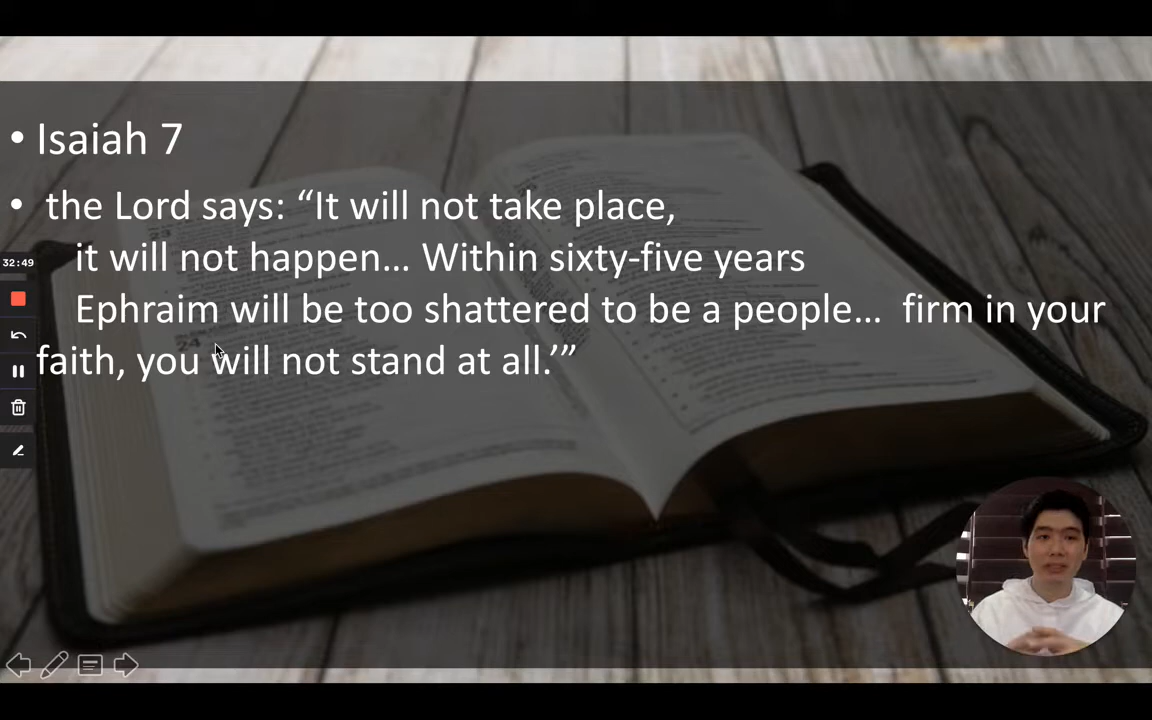 • Isaiah 7
• the Lord says: “It will not take place,
it will not happen... Within sixty-five years
Ephraim will be too shattered to be a people... firm in your
faith, you will not stand at all.’”
32:49
24